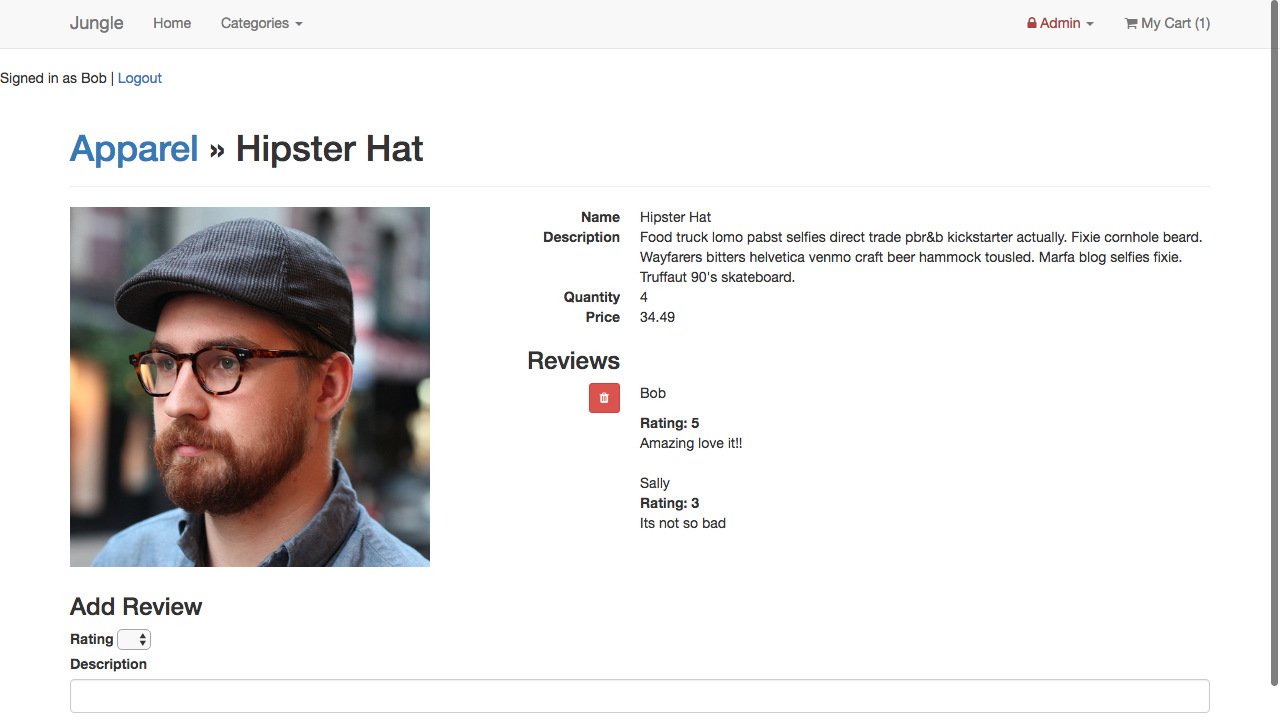 Jungle Home Categories Admin My Cart (1)
Signed in as Bob | Logout
Apparel » Hipster Hat
Name Hipster Hat
Description Food truck lomo pabst selfies direct trade pbr&b kickstarter actually. Fixie cornhole beard.
Wayfarers bitters helvetica venmo craft beer hammock tousled. Marfa blog selfies fixie.
Truffaut 90's skateboard.
Quantity 4
Price 34.49
Reviews
Bob
Rating: 5
Amazing love it!!
Sally
Rating: 3
Its not so bad
Add Review
Rating
Description